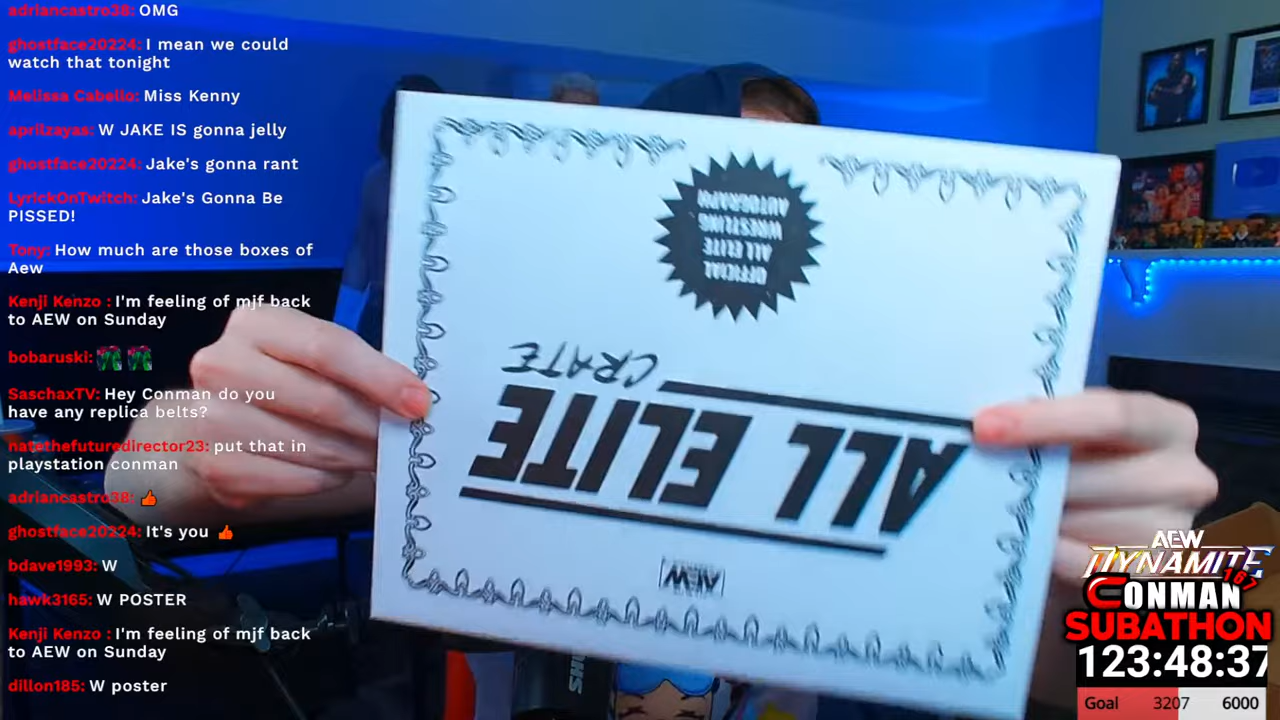 adriancastro38: OMG
ghostface20224: I mean we could
watch that tonight
Melissa Cabello: Miss Kenny
aprilzayas: W JAKE IS gonna jelly
ghostface20224: Jake's gonna rant
LyrickOnTwitch: Jake's Gonna Be
PISSED!
Tony: How much are those boxes of
Aew
Kenji Kenzo : I'm feeling of mjf back
to AEW on Sunday
bobaruski:
SaschaxTV: Hey Conman do you
have any replica belts?
natethefuturedirector23: put that in
playstation conman
adriancastro38: 👍
ghostface20224: It's you 👍
bdave1993: W
hawk3165: W POSTER
Kenji Kenzo : I'm feeling of mjf back
to AEW on Sunday
dillon185: W poster
AEW
ALL ELITE
CRATE
OFFICIAL
ALL ELITE
WRESTLING
AUTOGRAPH
SHU
AEW
DYNAMITE
CONMAN
167
SUBATHON
123:48:37
Goal 3207 6000